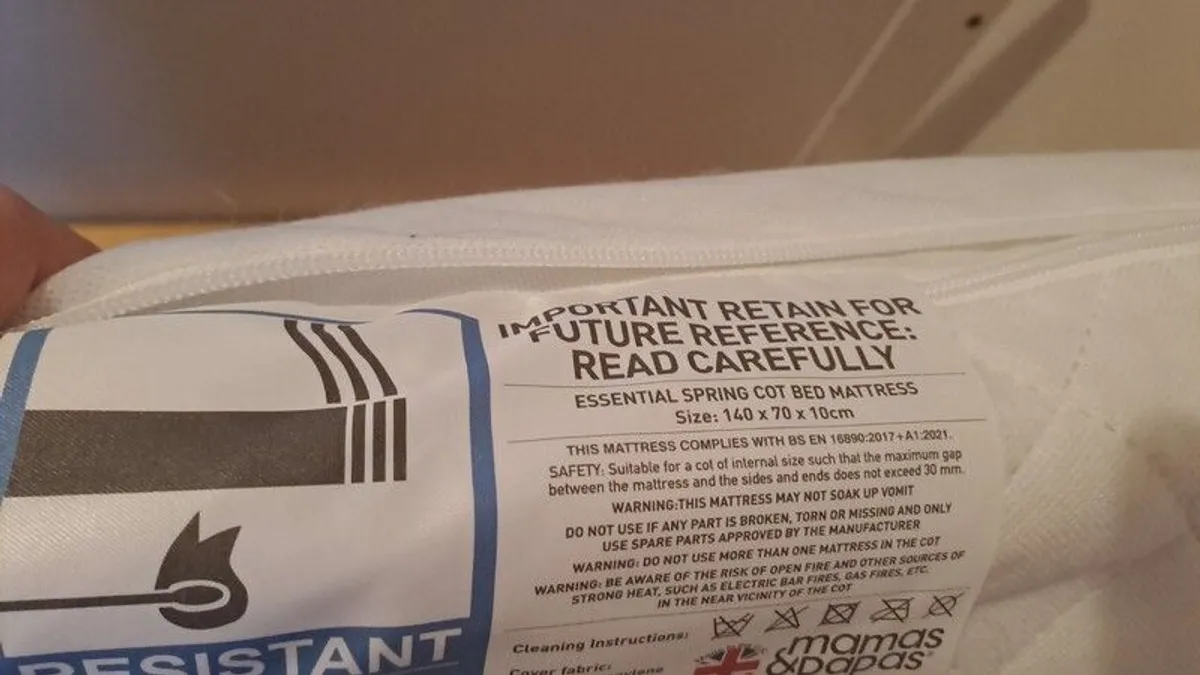 IMPORTANT RETAIN FOR
FUTURE REFERENCE:
READ CAREFULLY
ESSENTIAL SPRING COT BED MATTRESS
Size: 140 x 70 x 10cm
THIS MATTRESS COMPLIES WITH BS EN 16890:2017+A1:2021.
SAFETY: Suitable for a cot of internal size such that the maximum gap
between the mattress and the sides and ends does not exceed 30 mm.
WARNING:THIS MATTRESS MAY NOT SOAK UP VOMIT
DO NOT USE IF ANY PART IS BROKEN, TORN OR MISSING AND ONLY
USE SPARE PARTS APPROVED BY THE MANUFACTURER
WARNING: DO NOT USE MORE THAN ONE MATTRESS IN THE COT
WARNING: BE AWARE OF THE RISK OF OPEN FIRE AND OTHER SOURCES OF
STRONG HEAT, SUCH AS ELECTRIC BAR FIRES, GAS FIRES, ETC.
IN THE NEAR VICINITY OF THE COT
Cleaning Instructions:
Cover fabric:
mamas
&papas
RESISTANT